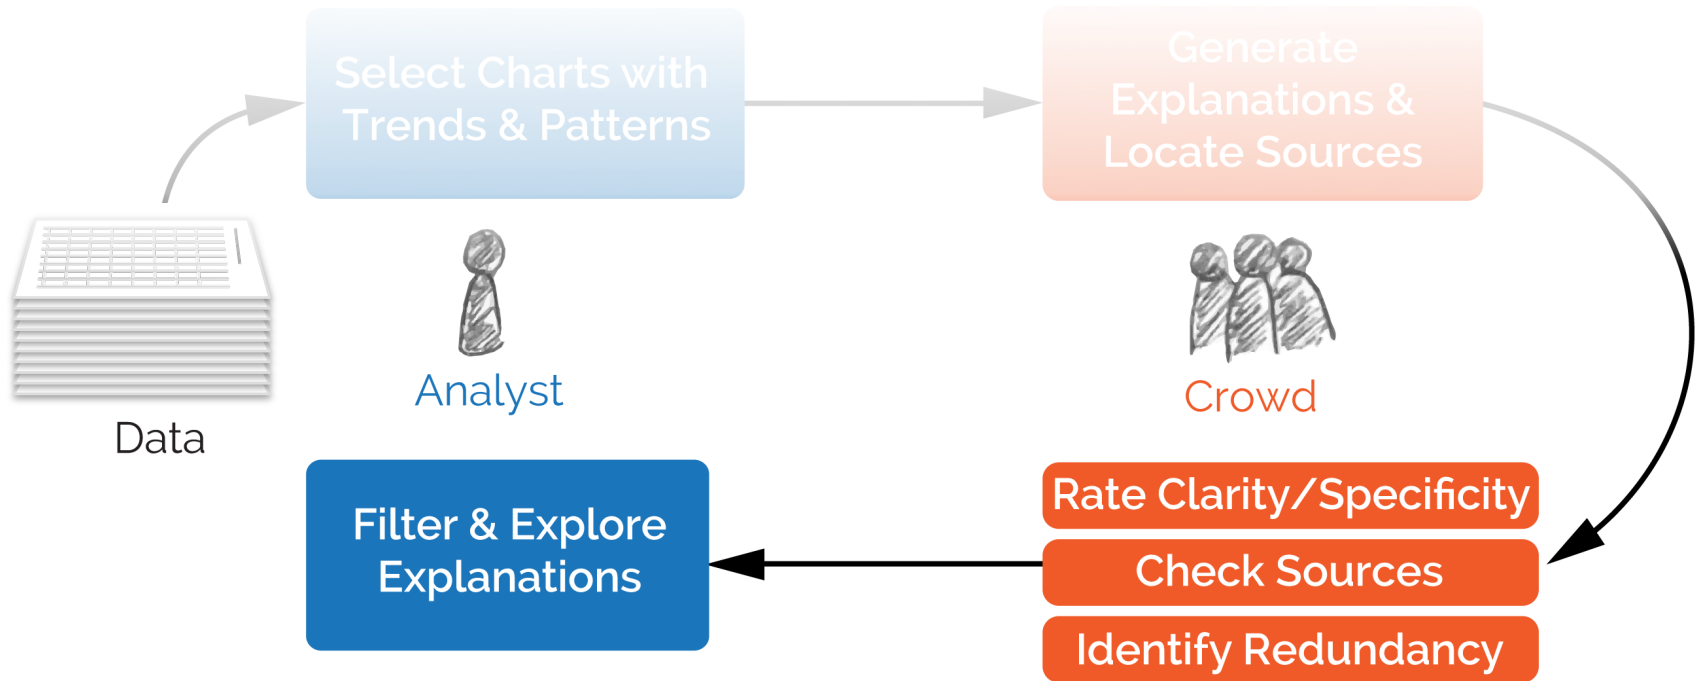 Select Charts with
Trends & Patterns
Generate
Explanations &
Locate Sources
Data
Analyst
Crowd
Filter & Explore
Explanations
Rate Clarity/Specificity
Check Sources
Identify Redundancy